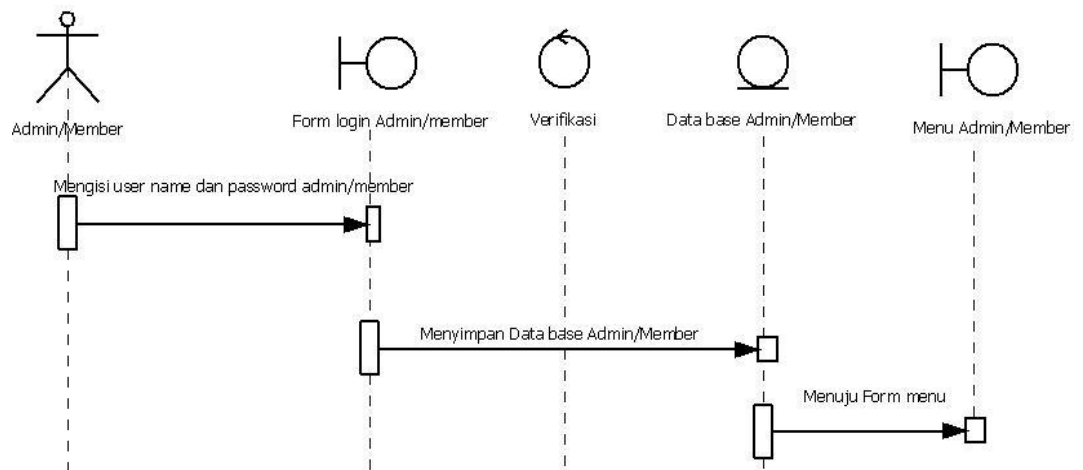 Admin/Member
Form login Admin/member
Verifikasi
Data base Admin/Member
Menu Admin/Member
Mengisi user name dan password admin/member
Menyimpan Data base Admin/Member
Menuju Form menu